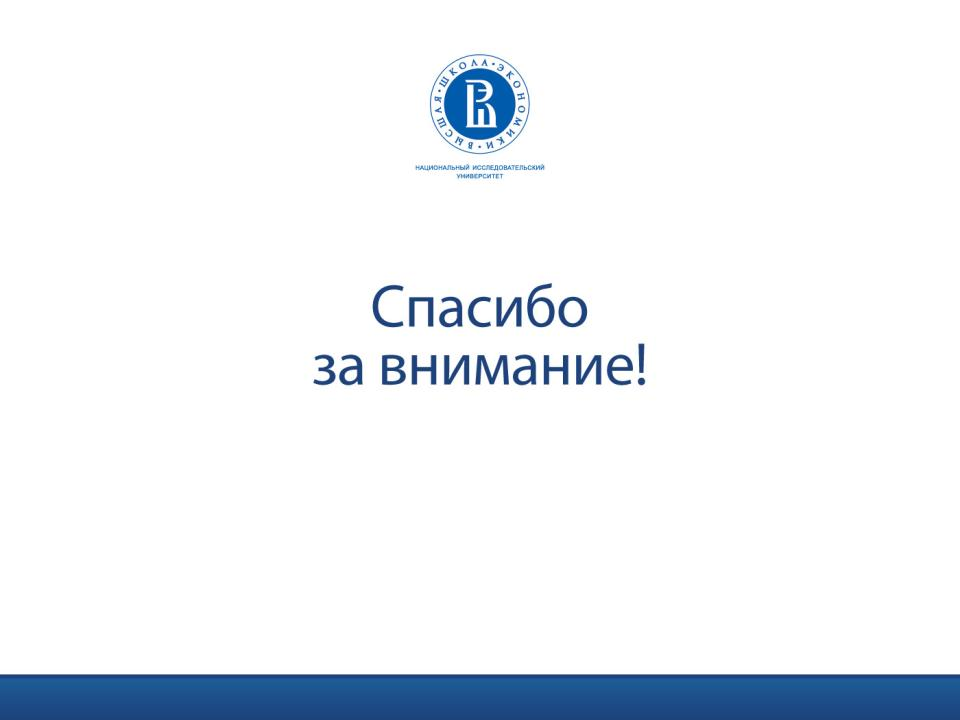 ВЫСШАЯ • ШКОЛА • ЭКОНОМИКИ •
НАЦИОНАЛЬНЫЙ ИССЛЕДОВАТЕЛЬСКИЙ
УНИВЕРСИТЕТ
Спасибо
за внимание!